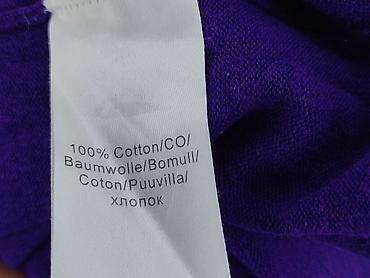 100% Cotton/CO/
Baumwolle/Bomull/
Coton/Puuvilla/
хлопок